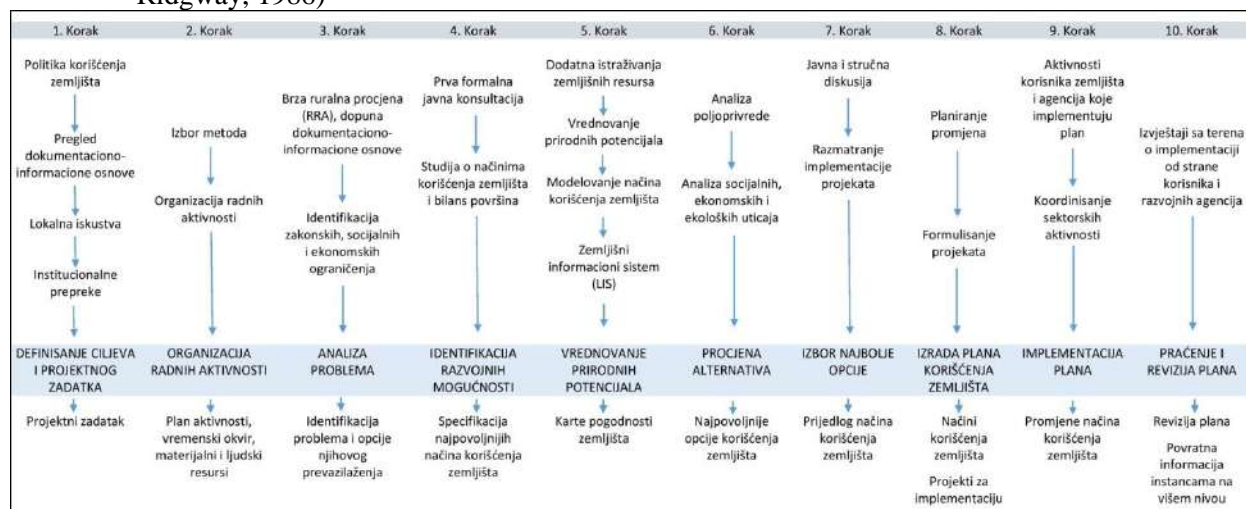 Ridgway, 1986)
1. Korak
2. Korak
3. Korak
4. Korak
5. Korak
6. Korak
7. Korak
8. Korak
9. Korak
10. Korak
Politika korišćenja
zemljišta
Pregled
dokumentaciono-
informacione osnove
Lokalna iskustva
Institucionalne
prepreke
DEFINISANJE CILJEVA
I PROJEKTNOG
ZADATKA
Projektni zadatak
Izbor metoda
Organizacija radnih
aktivnosti
ORGANIZACIJA
RADNIH AKTIVNOSTI
Plan aktivnosti,
vremenski okvir,
materijalni i ljudski
resursi
Brza ruralna procjena
(RRA), dopuna
dokumentaciono-
informacione osnove
Identifikacija
zakonskih, socijalnih
i ekonomskih
ograničenja
ANALIZA
PROBLEMA
Identifikacija
problema i opcije
njihovog
prevazilaženja
Prva formalna
javna konsultacija
Studija o načinima
korišćenja zemljišta
i bilans površina
IDENTIFIKACIJA
RAZVOJNIH
MOGUĆNOSTI
Specifikacija
najpovoljnijih
načina korišćenja
zemljišta
Dodatna istraživanja
zemljišnih resursa
Vrednovanje
prirodnih potencijala
Modelovanje načina
korišćenja zemljišta
Zemljišni
informacioni sistem
(LIS)
VREDNOVANJE
PRIRODNIH
POTENCIJALA
Karte pogodnosti
zemljišta
Analiza
poljoprivrede
Analiza socijalnih,
ekonomskih i
ekoloških uticaja
PROCJENA
ALTERNATIVA
Najpovoljnije
opcije korišćenja
zemljišta
Javna i stručna
diskusija
Razmatranje
implementacije
projekata
IZBOR NAJBOLJE
OPCIJE
Prijedlog načina
korišćenja
zemljišta
Planiranje
promjena
Formulisanje
projekata
IZRADA PLANA
KORIŠĆENJA
ZEMLJIŠTA
Načini
korišćenja
zemljišta
Projekti za
implementaciju
Aktivnosti
korisnika zemljišta
i agencija koje
implementuju
plan
Koordinisanje
sektorskih
aktivnosti
IMPLEMENTACIJA
PLANA
Promjene načina
korišćenja
zemljišta
Izvještaji sa terena
o implementaciji
od strane
korisnika i
razvojnih agencija
PRAĆENJE I
REVIZIJA PLANA
Revizija plana
Povratna
informacija
instancama na
višem nivou